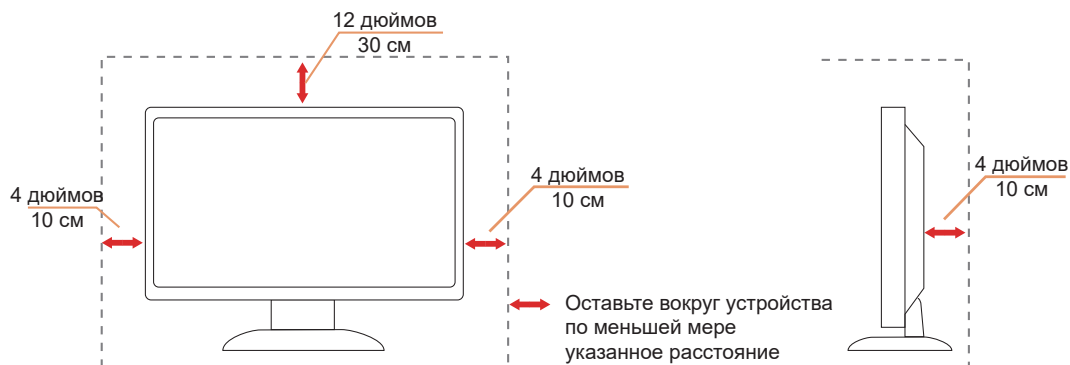 12 дюймов
30 см
4 дюймов
10 см
4 дюймов
10 см
4 дюймов
10 см
Оставьте вокруг устройства
по меньшей мере
указанное расстояние